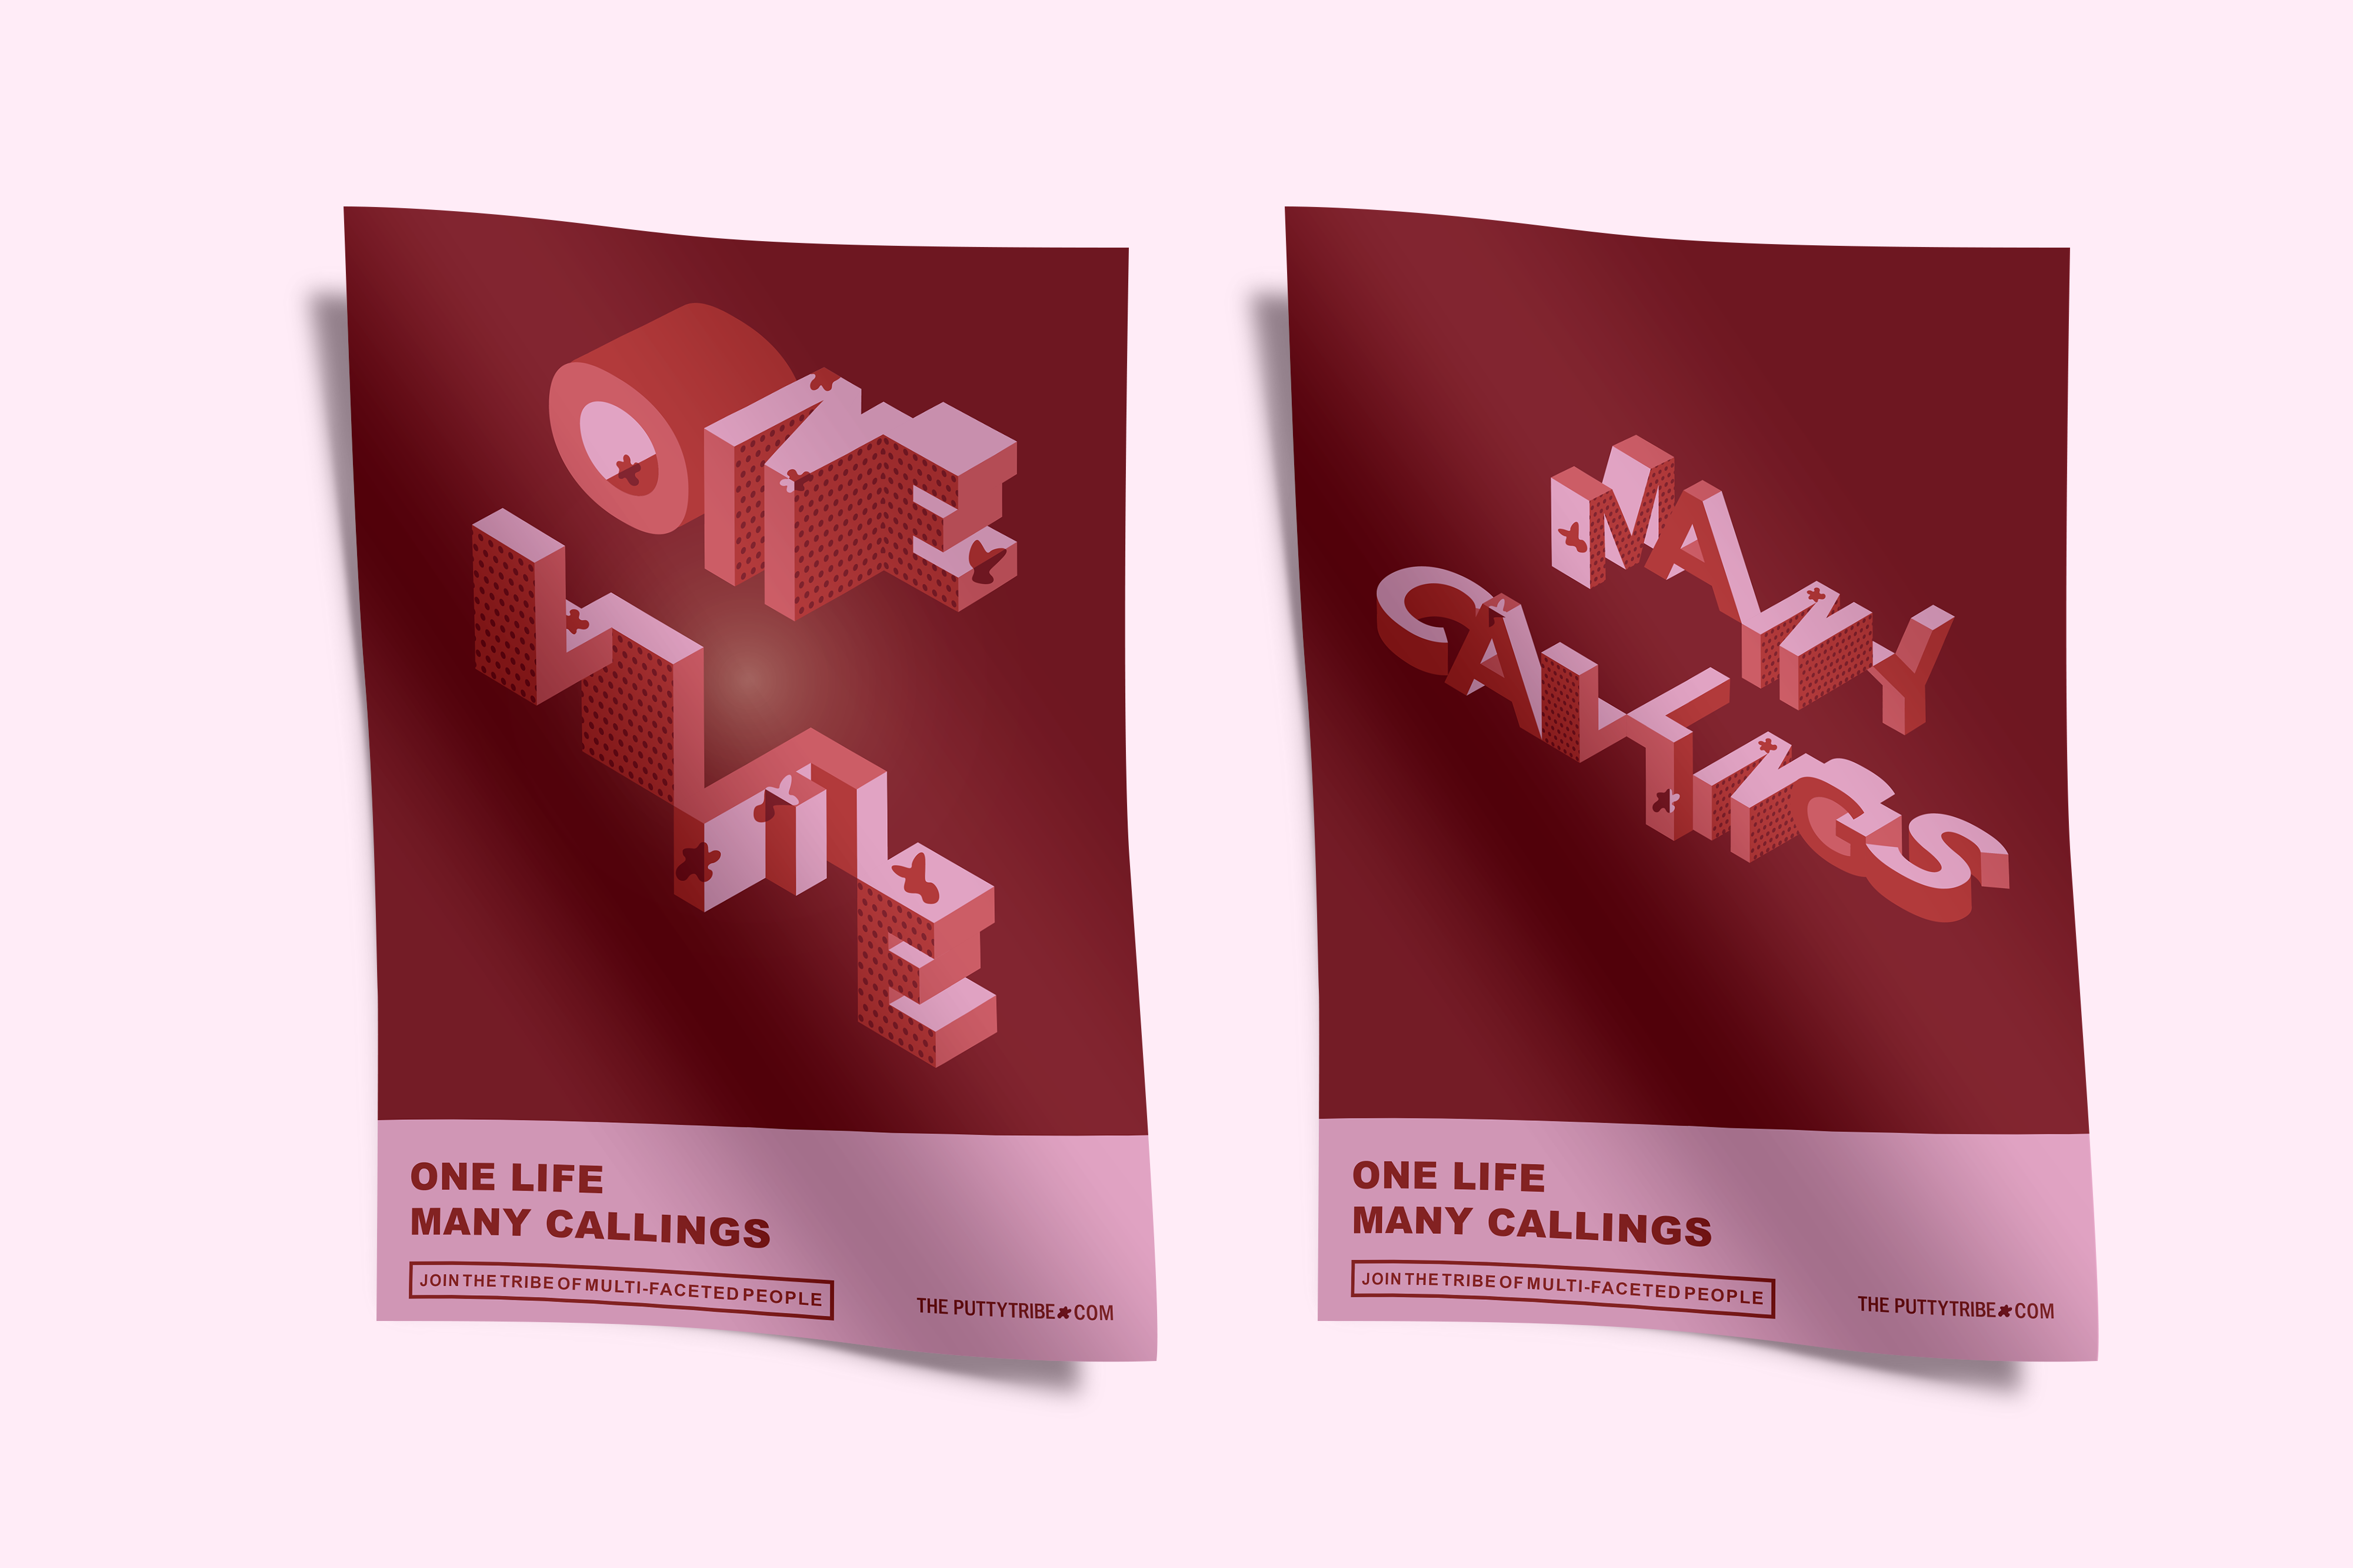 ONE
LIFE
ONE LIFE
MANY CALLINGS
JOIN THE TRIBE OF MULTI-FACETED PEOPLE
THE PUTTYTRIBE COM
MANY
CALLINGS
ONE LIFE
MANY CALLINGS
JOIN THE TRIBE OF MULTI-FACETED PEOPLE
THE PUTTYTRIBE COM